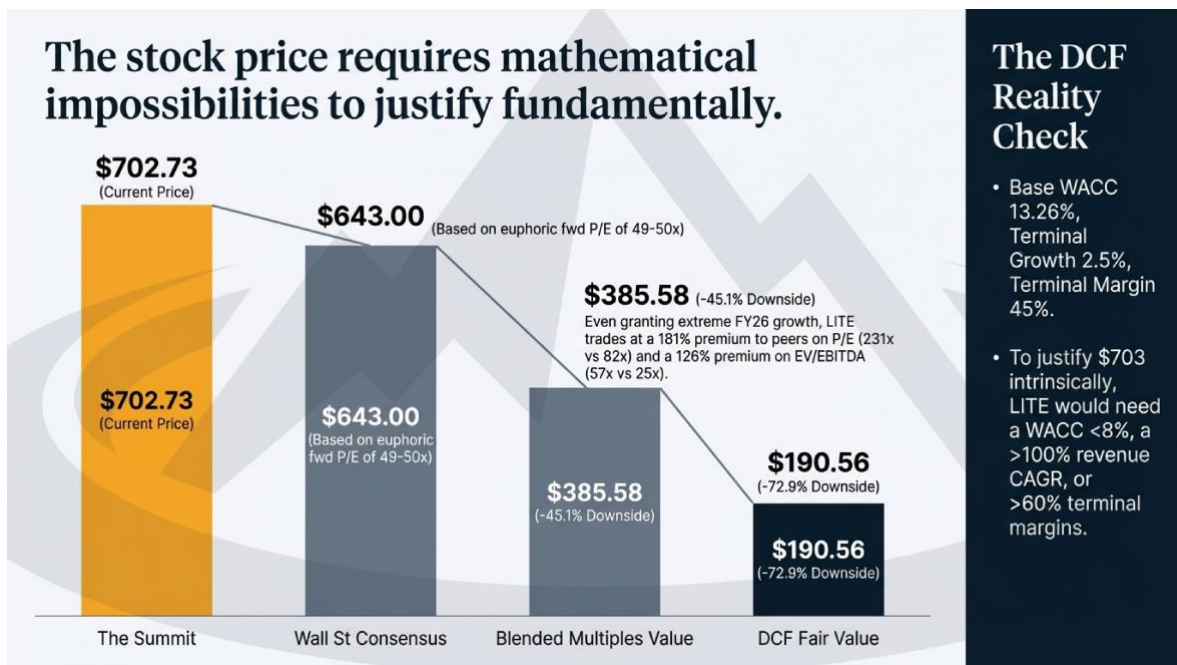 The stock price requires mathematical
impossibilities to justify fundamentally.
$702.73
(Current Price)
$702.73
(Current Price)
The Summit
$643.00 (Based on euphoric fwd P/E of 49-50x)
$643.00
(Based on euphoric
fwd P/E of 49-50x)
Wall St Consensus
$385.58 (-45.1% Downside)
Even granting extreme FY26 growth, LITE
trades at a 181% premium to peers on P/E (231x
vs 82x) and a 126% premium on EV/EBITDA
(57x vs 25x).
$385.58
(-45.1% Downside)
Blended Multiples Value
$190.56
(-72.9% Downside)
$190.56
(-72.9% Downside)
DCF Fair Value
The DCF
Reality
Check
• Base WACC
13.26%,
Terminal
Growth 2.5%,
Terminal Margin
45%.
• To justify $703
intrinsically,
LITE would need
a WACC <8%, a
>100% revenue
CAGR, or
>60% terminal
margins.